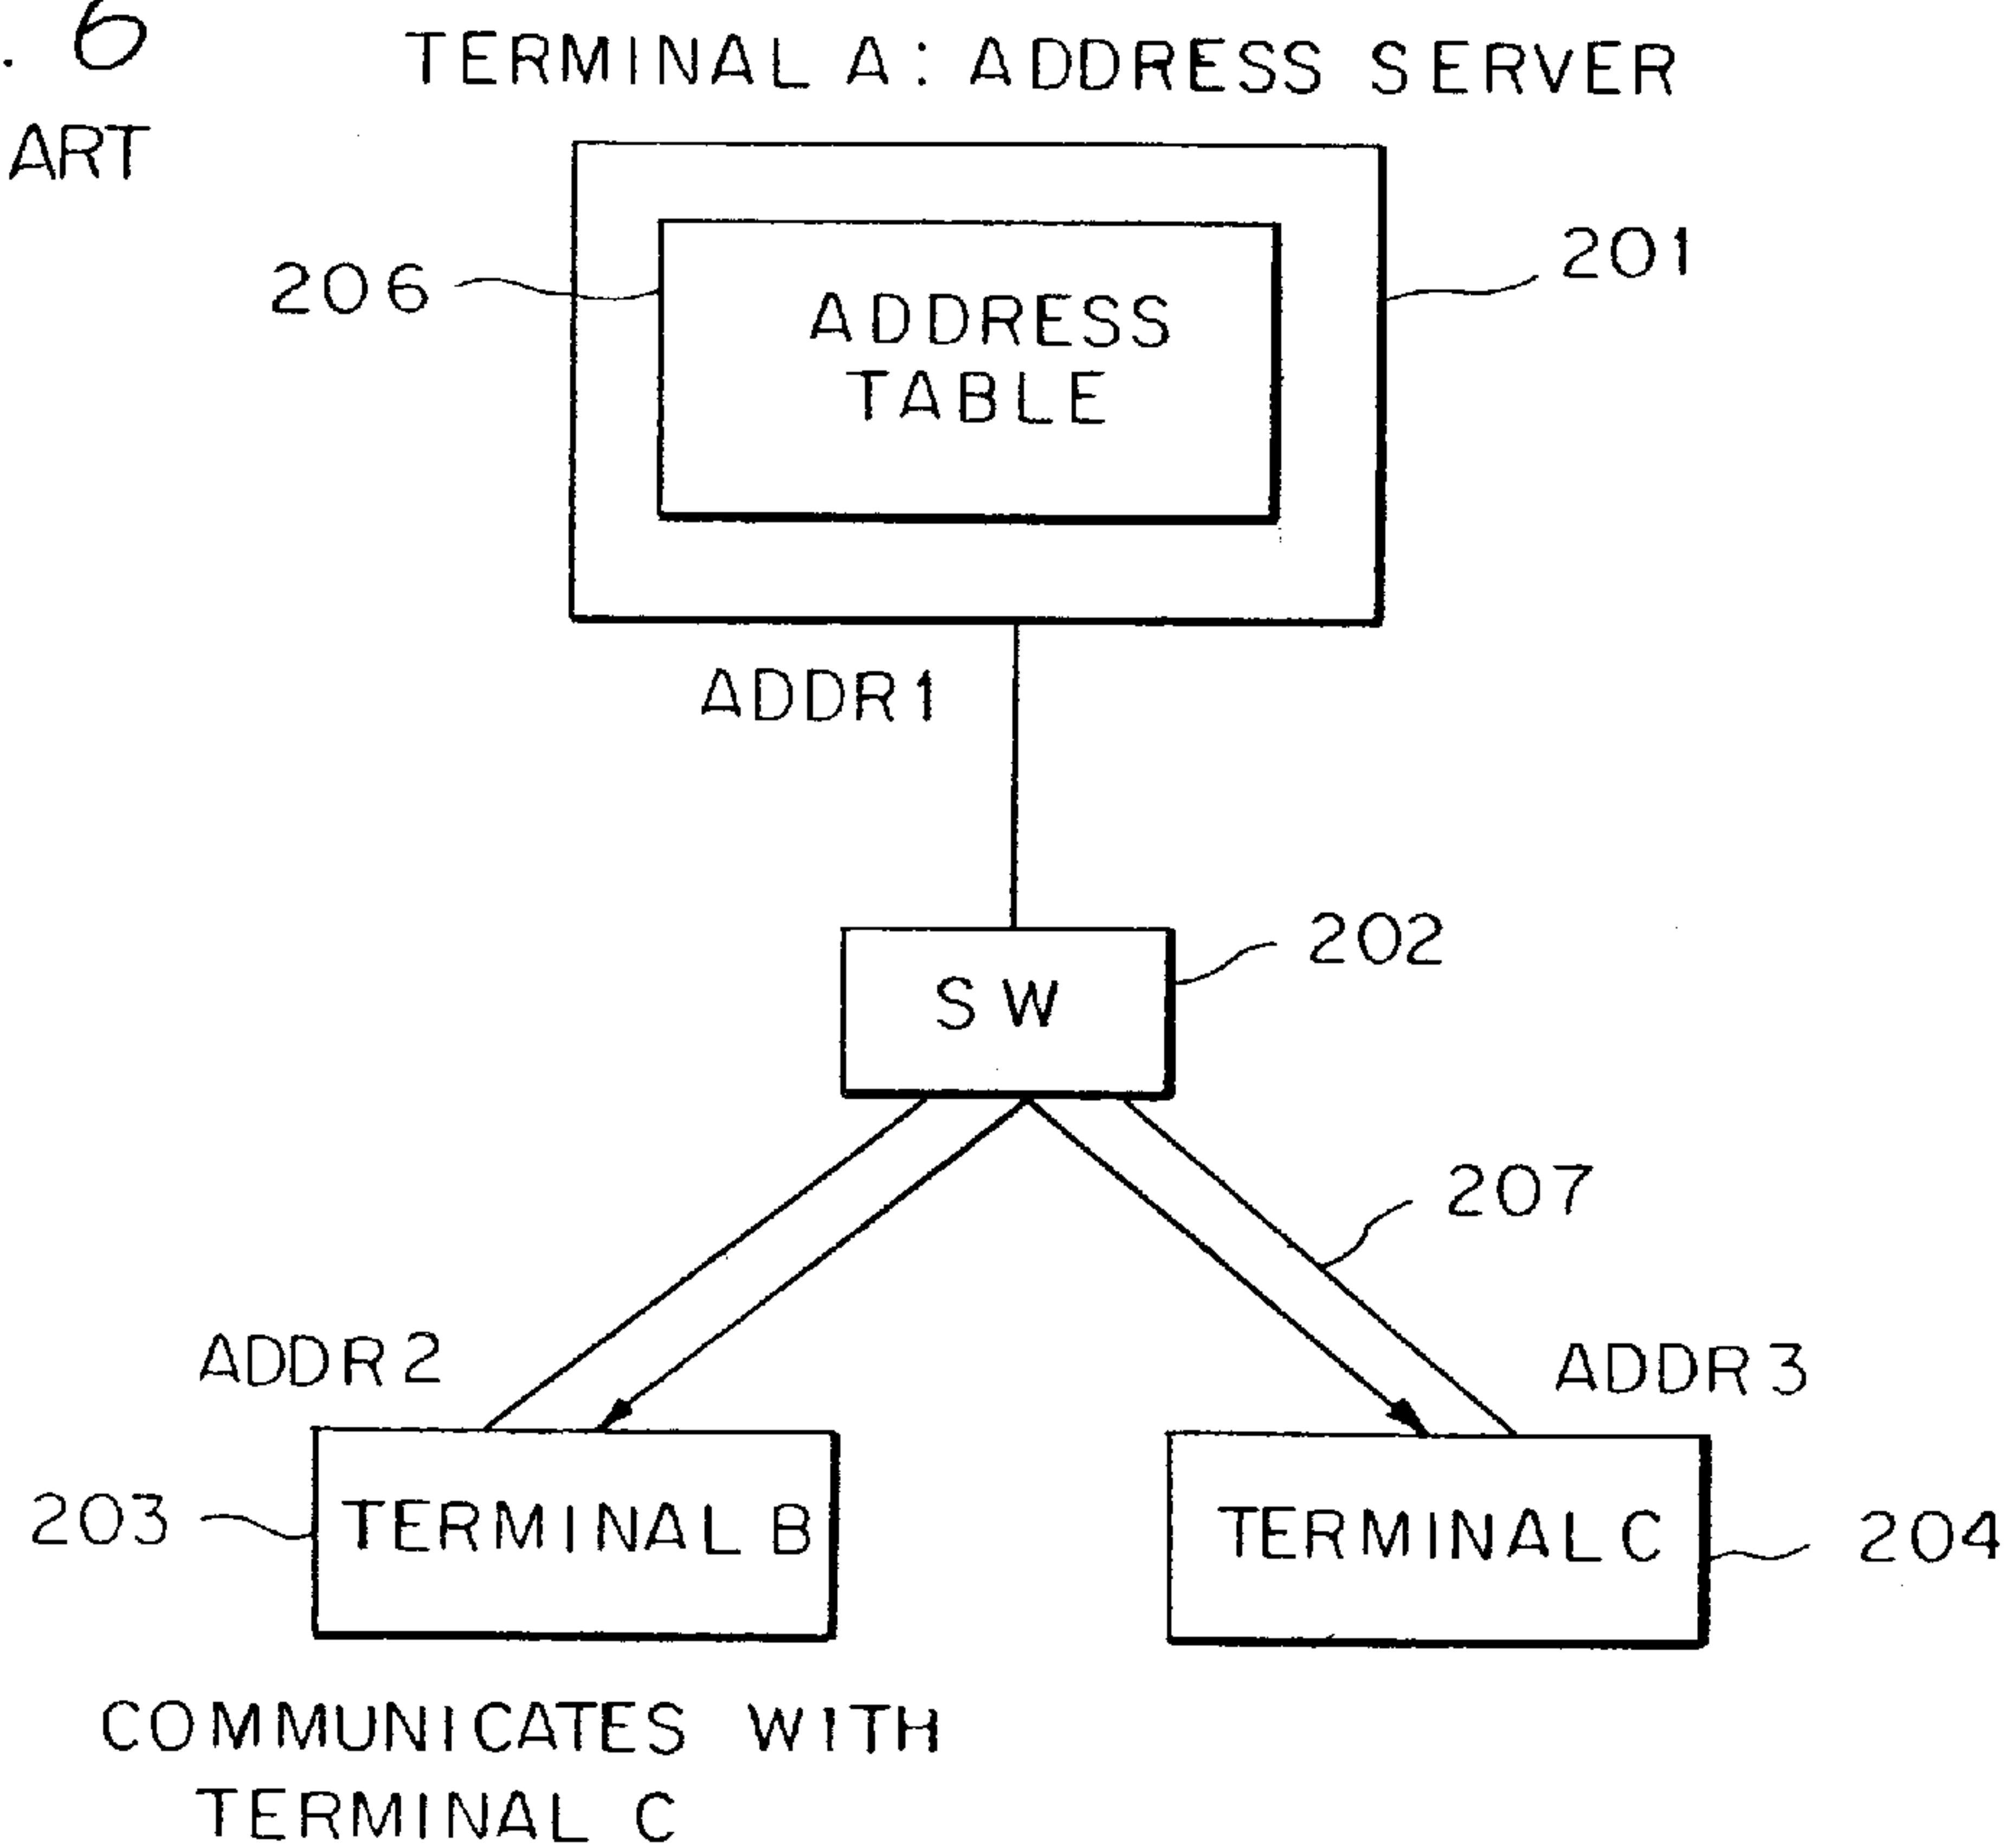 . 6
ART
TERMINAL A: ADDRESS SERVER
206
201
ADDRESS
TABLE
ADDR1
SW
202
207
ADDR2
ADDR3
203
TERMINAL B
TERMINAL C
204
COMMUNICATES WITH
TERMINAL C